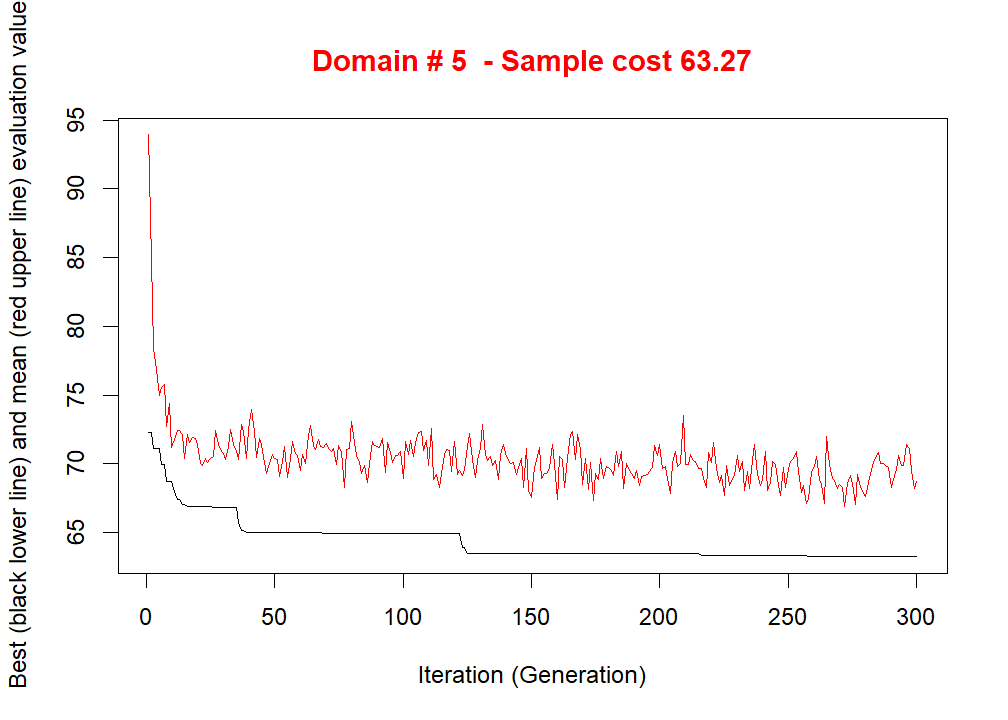 Domain # 5  - Sample cost 63.27
Best (black lower line) and mean (red upper line) evaluation value
95
90
85
80
75
70
65
0 50 100 150 200 250 300
Iteration (Generation)